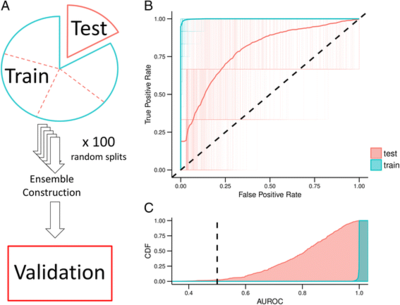 A
Test
Train
x 100
random splits
Ensemble
Construction
Validation
B
True Positive Rate
1.00
0.75
0.50
0.25
0.00
0.00
0.25
0.50
0.75
1.00
False Positive Rate
test
train
C
CDF
1.00
0.75
0.50
0.25
0.00
0.4
0.6
0.8
1.0
AUROC